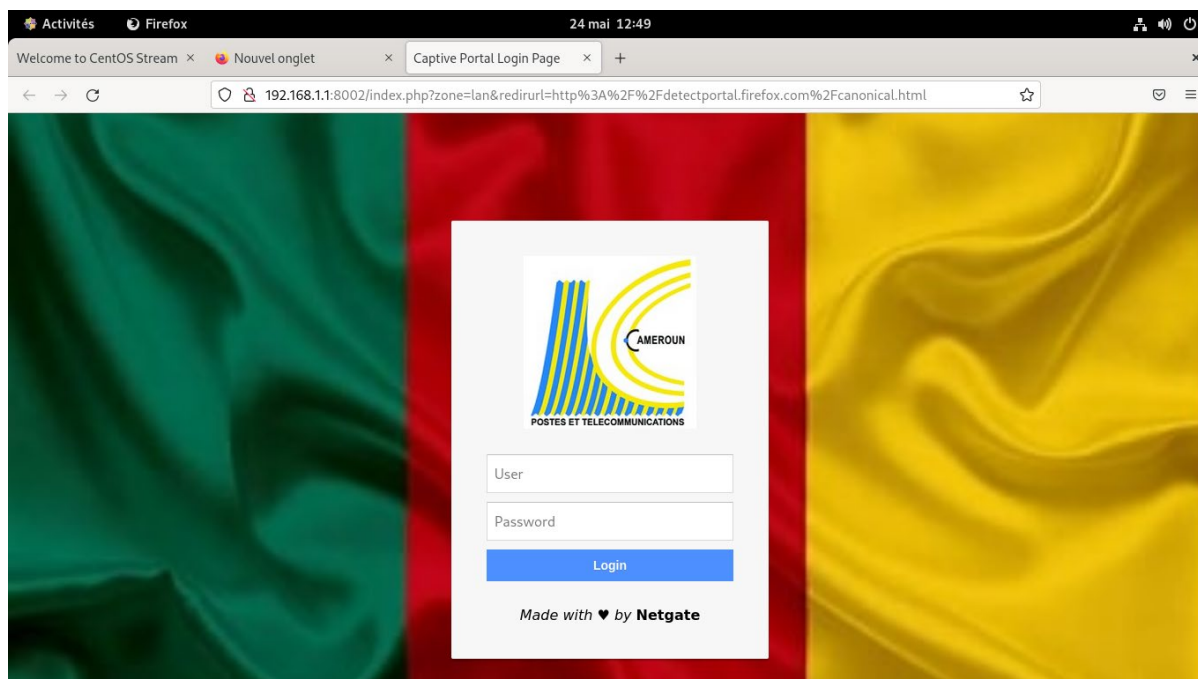 Activités Firefox 24 mai 12:49
Welcome to CentOS Stream × Nouvel onglet × Captive Portal Login Page × +
192.168.1.1:8002/index.php?zone=lan&redirurl=http%3A%2F%2Fdetectportal.firefox.com%2Fcanonical.html
CAMEROUN
POSTES ET TELECOMMUNICATIONS
User
Password
Login
Made with ♥ by Netgate